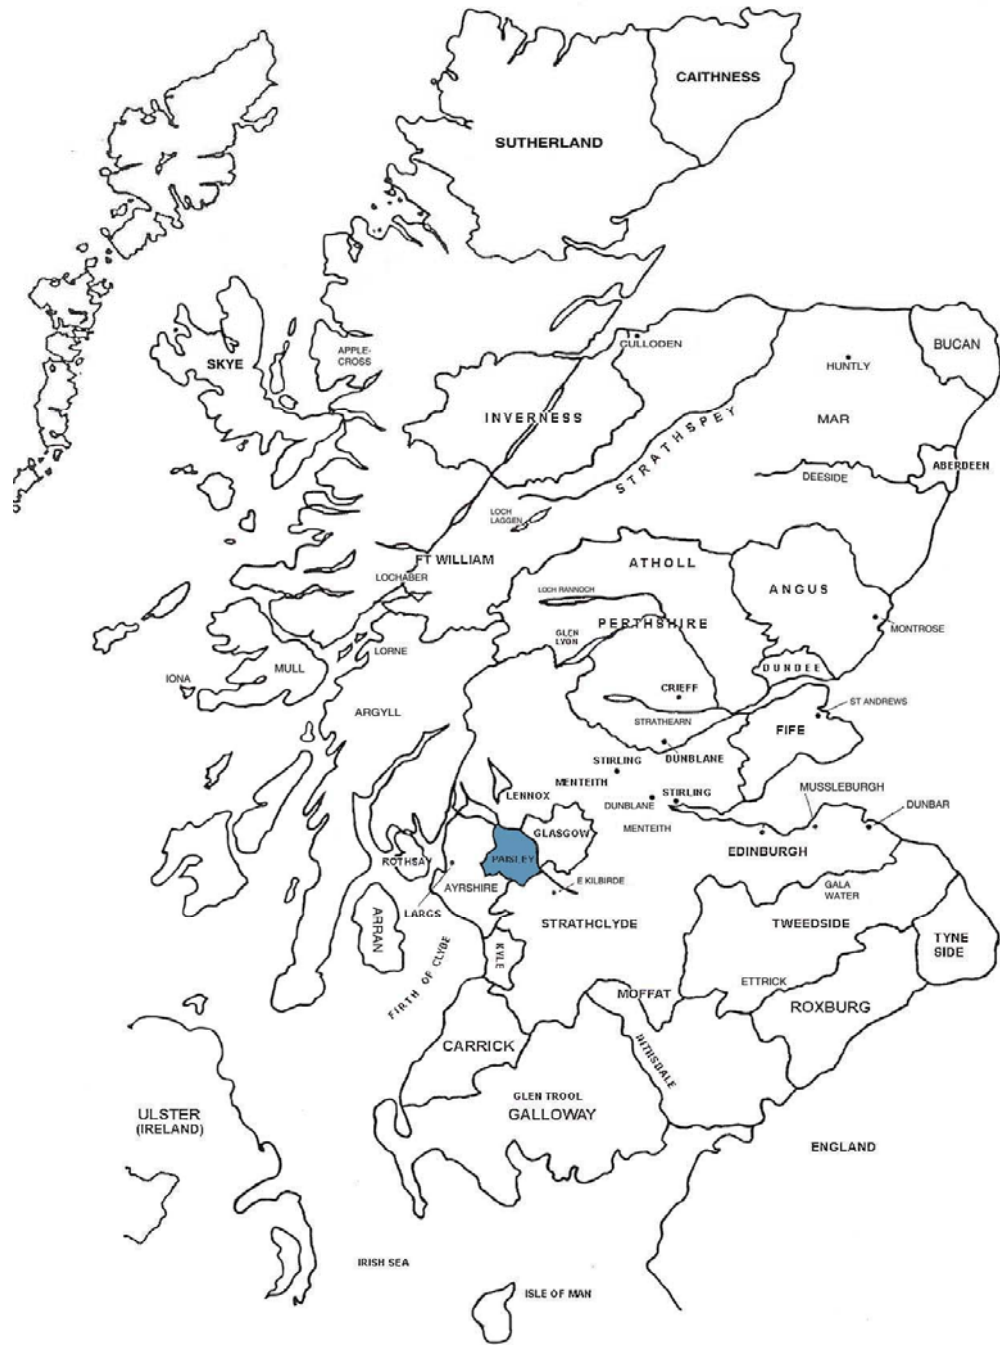 CAITHNESS
SUTHERLAND
CULLODEN
BUCAN
APPLE-
CROSS
SKYE
HUNTLY
INVERNESS
MAR
STRATHSPEY
ABERDEEN
DEESIDE
LOCH
LAGGEN
FT WILLIAM
ATHOLL
LOCHABER
LOCH RANNOCH
ANGUS
PERTHSHIRE
MONTROSE
GLEN
LYON
LORNE
MULL
DUNDEE
IONA
CRIEFF
ST ANDREWS
ARGYLL
STRATHEARN
FIFE
DUNBLANE
STIRLING
MENTEITH
MUSSLEBURGH
LENNOX
STIRLING
DUNBLANE
DUNBAR
MENTEITH
GLASGOW
EDINBURGH
ROTHSAY
PAISLEY
E KILBIRDE
AYRSHIRE
GALA
WATER
LARGS
ARRAN
STRATHCLYDE
TWEEDSIDE
TYNE
SIDE
KYLE
FIRTH OF CLYDE
ETTRICK
MOFFAT
ROXBURG
CARRICK
NITHSDALE
GLEN TROOL
GALLOWAY
ULSTER
(IRELAND)
ENGLAND
IRISH SEA
ISLE OF MAN